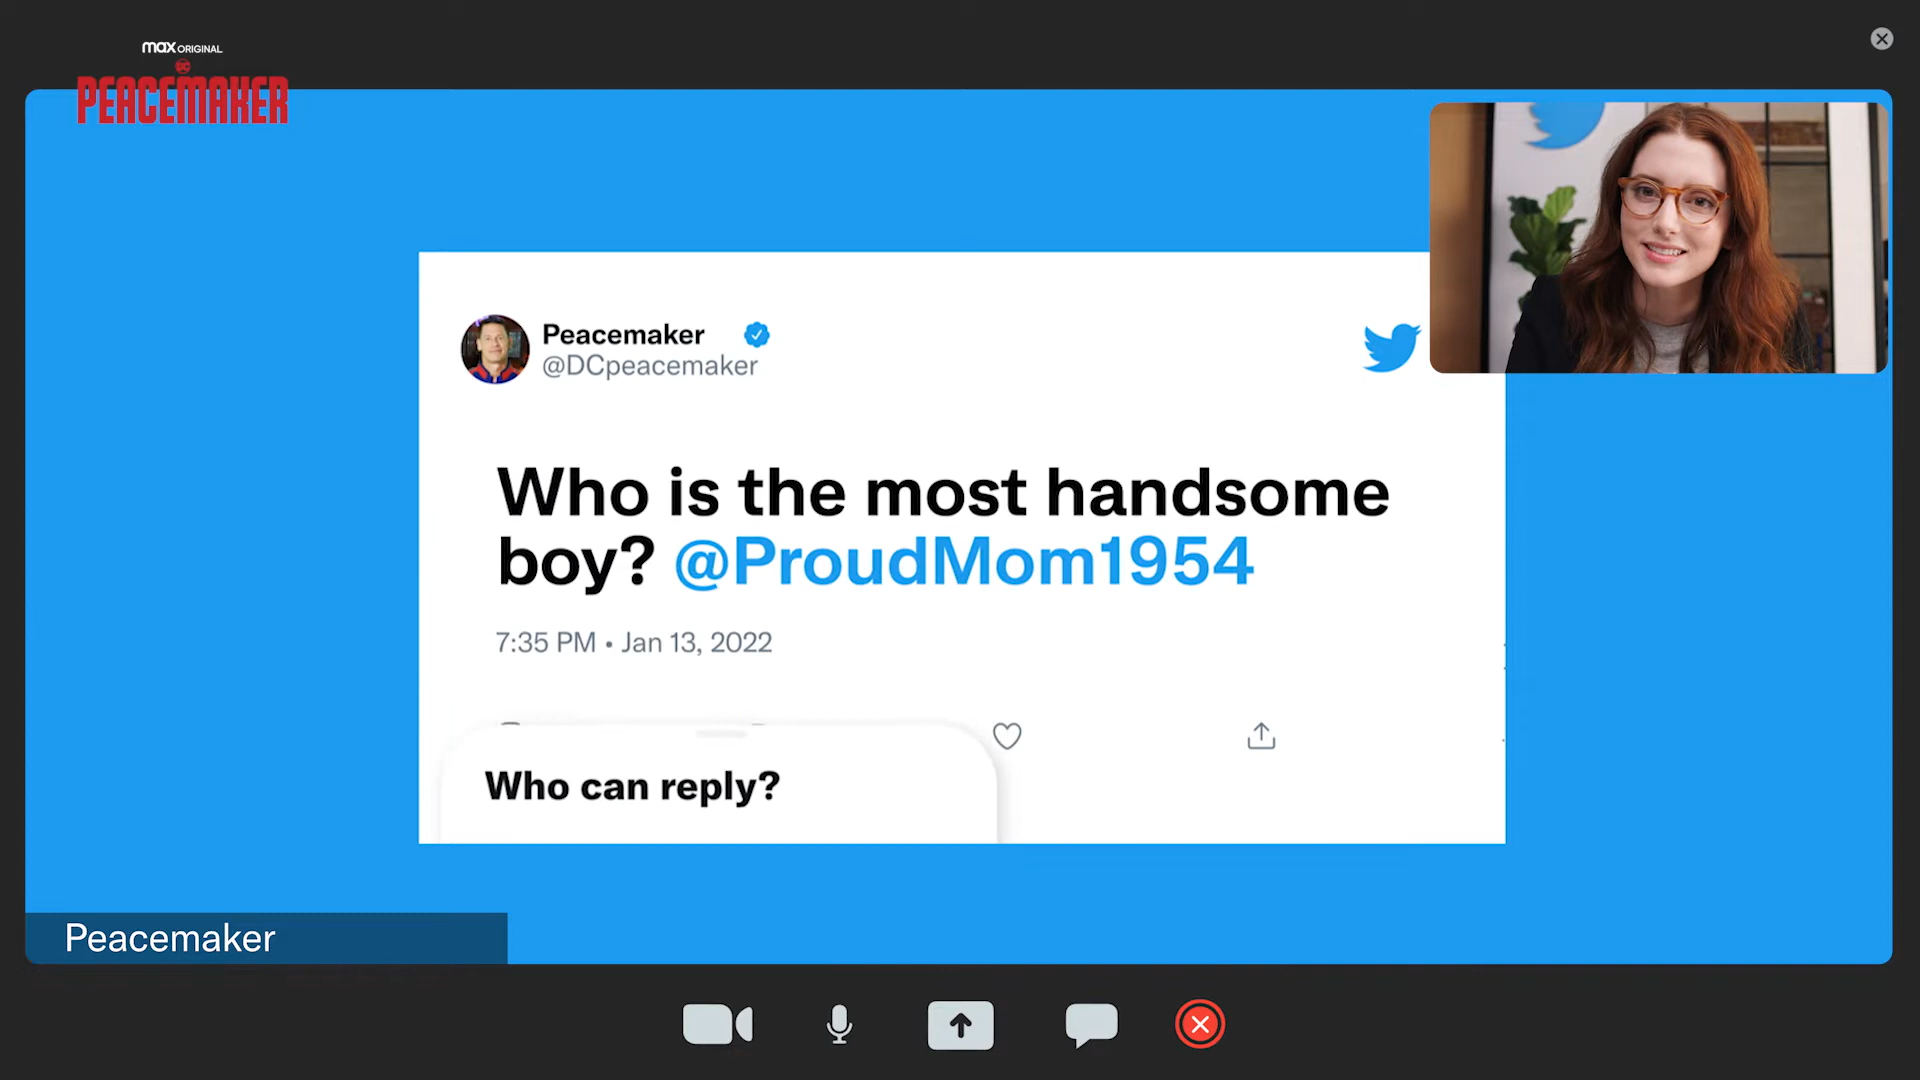 max ORIGINAL
DC
PEACEMAKER
Peacemaker
@DCpeacemaker
Who is the most handsome
boy? @ProudMom1954
7:35 PM • Jan 13, 2022
Who can reply?
Peacemaker